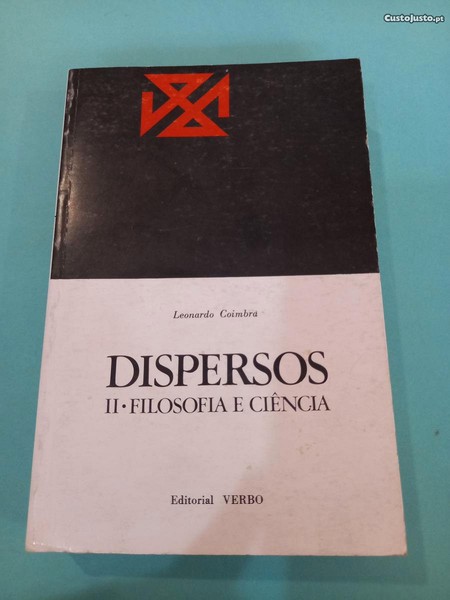 CustoJusto.pt
Leonardo Coimbra
DISPERSOS
II • FILOSOFIA E CIÊNCIA
Editorial VERBO